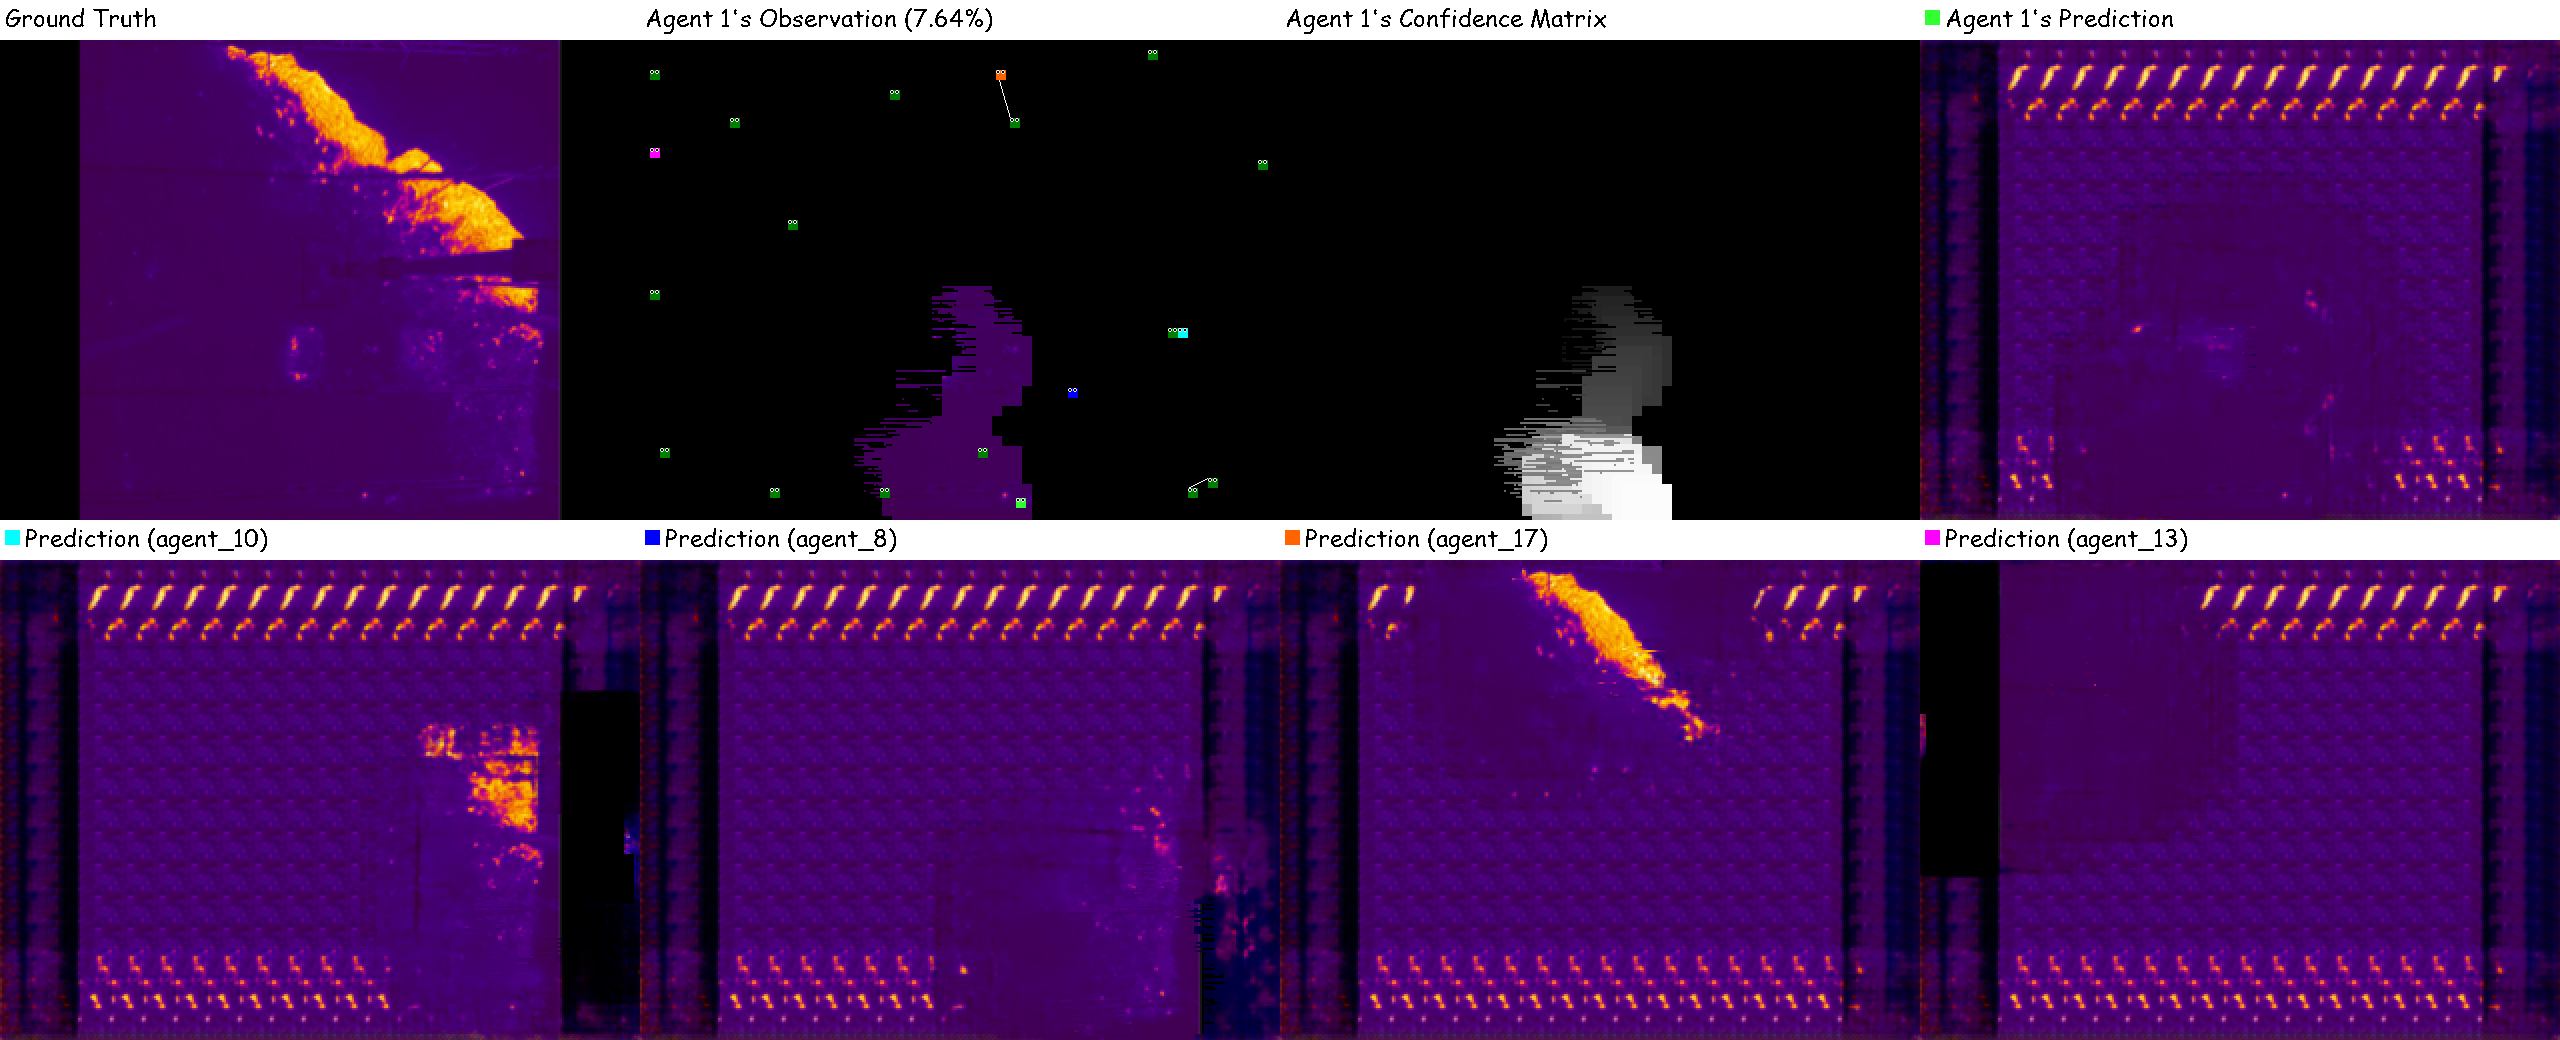 Ground Truth
Agent 1's Observation (7.64%)
Agent 1's Confidence Matrix
Agent 1's Prediction
Prediction (agent_10)
Prediction (agent_8)
Prediction (agent_17)
Prediction (agent_13)